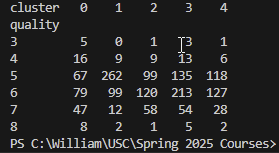 cluster 0 1 2 3 4
quality
3 5 0 1 3 1
4 16 9 9 13 6
5 67 262 99 135 118
6 79 99 120 213 127
7 47 12 58 54 28
8 8 2 1 5 2
PS C:\William\USC\Spring 2025 Courses>